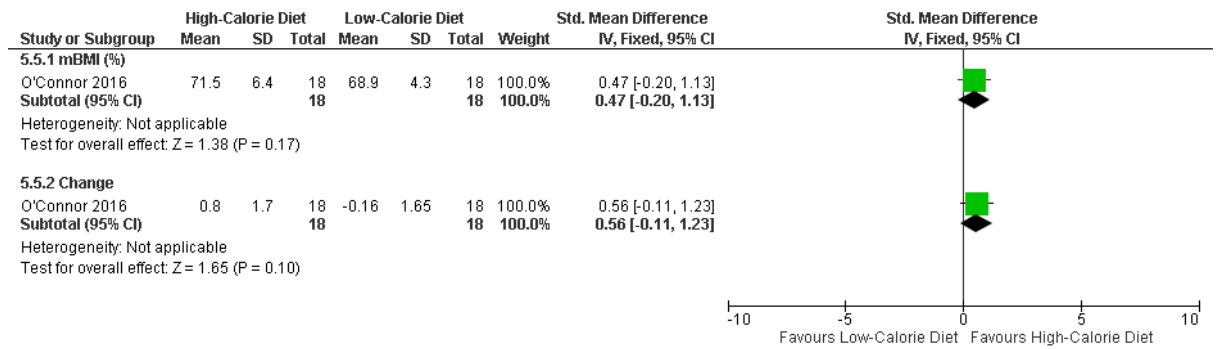 High-Calorie Diet Low-Calorie Diet Std. Mean Difference Std. Mean Difference
Study or Subgroup Mean SD Total Mean SD Total Weight IV, Fixed, 95% CI IV, Fixed, 95% CI
5.5.1 mBMI (%)
O'Connor 2016 71.5 6.4 18 68.9 4.3 18 100.0% 0.47 [-0.20, 1.13]
Subtotal (95% CI) 18 18 100.0% 0.47 [-0.20, 1.13]
Heterogeneity: Not applicable
Test for overall effect: Z = 1.38 (P = 0.17)
5.5.2 Change
O'Connor 2016 0.8 1.7 18 -0.16 1.65 18 100.0% 0.56 [-0.11, 1.23]
Subtotal (95% CI) 18 18 100.0% 0.56 [-0.11, 1.23]
Heterogeneity: Not applicable
Test for overall effect: Z = 1.65 (P = 0.10)
-10 -5 0 5 10
Favours Low-Calorie Diet Favours High-Calorie Diet